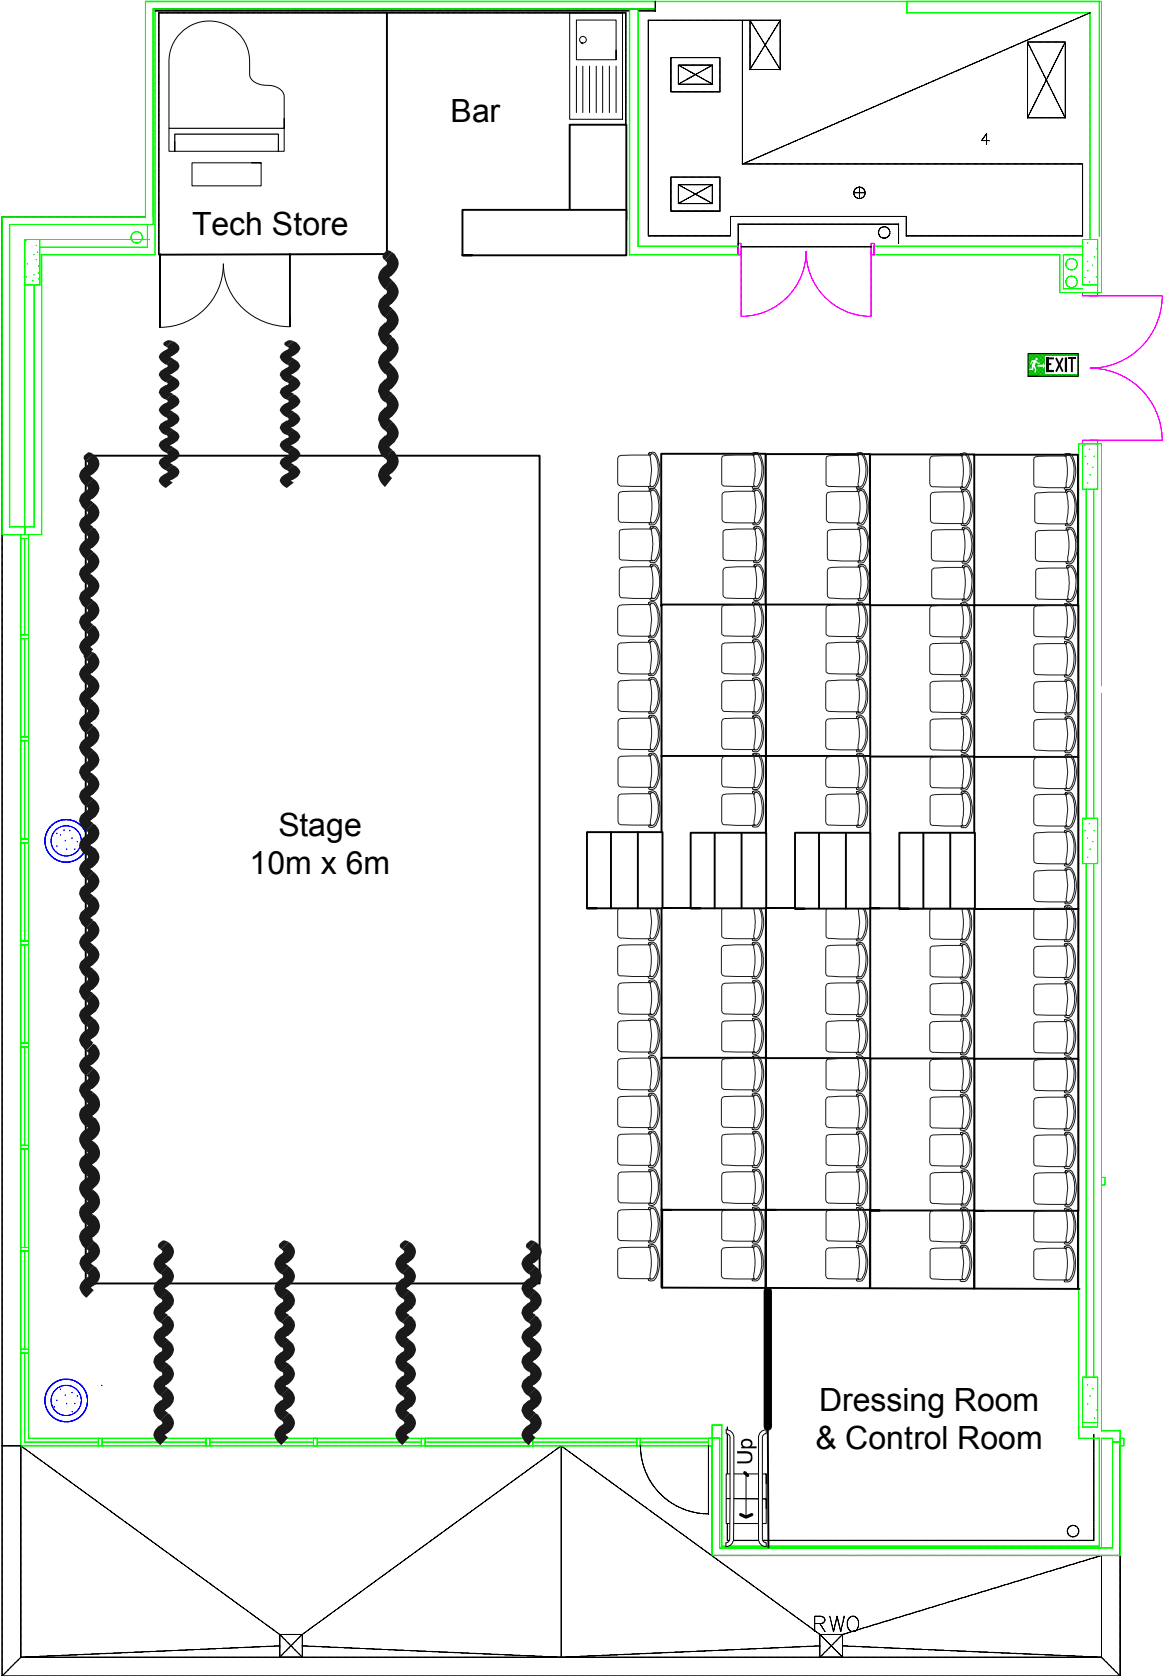 Bar
4
Tech Store
EXIT
Stage
10m x 6m
Dressing Room
& Control Room
Up
RWO